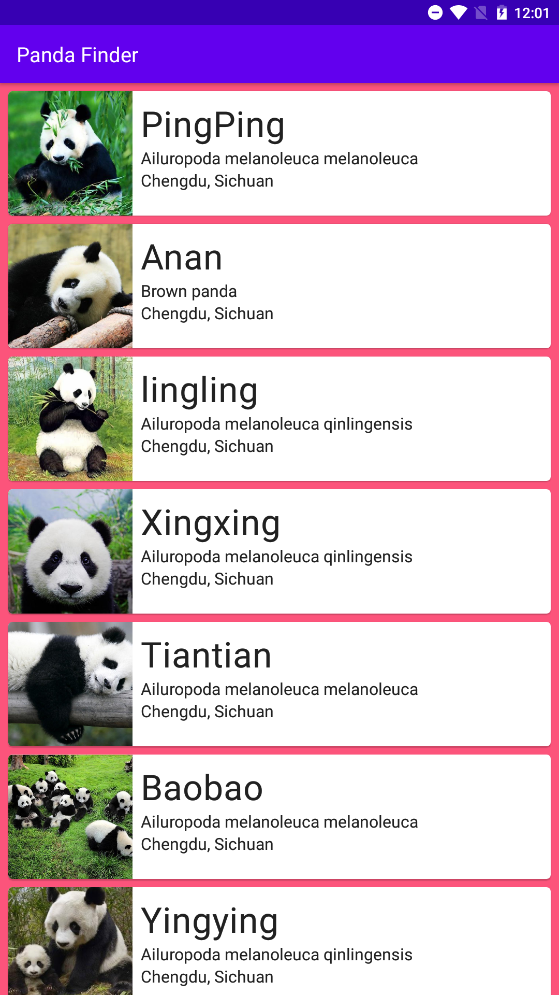 12:01
Panda Finder
PingPing
Ailuropoda melanoleuca melanoleuca
Chengdu, Sichuan
Anan
Brown panda
Chengdu, Sichuan
lingling
Ailuropoda melanoleuca qinlingensis
Chengdu, Sichuan
Xingxing
Ailuropoda melanoleuca qinlingensis
Chengdu, Sichuan
Tiantian
Ailuropoda melanoleuca melanoleuca
Chengdu, Sichuan
Baobao
Ailuropoda melanoleuca melanoleuca
Chengdu, Sichuan
Yingying
Ailuropoda melanoleuca qinlingensis
Chengdu, Sichuan